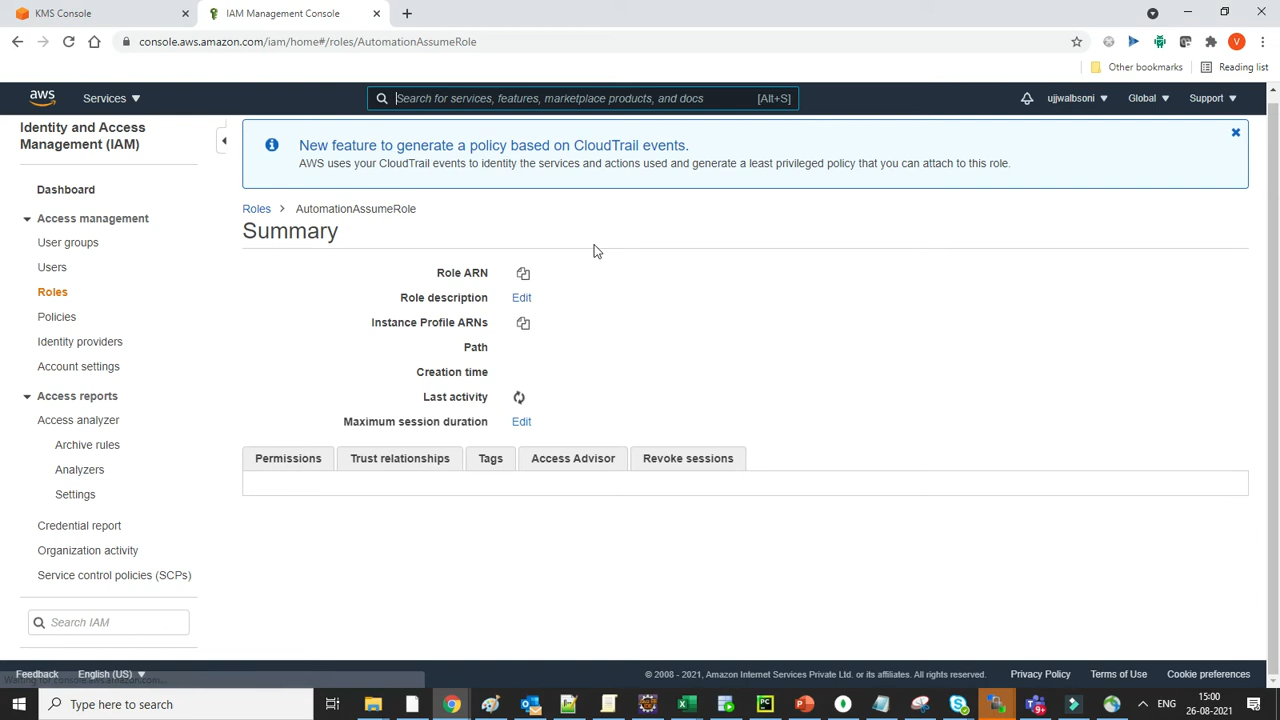 KMS Console
IAM Management Console
console.aws.amazon.com/iam/home#/roles/AutomationAssumeRole
V
Other bookmarks
Reading list
aws
Services
Search for services, features, marketplace products, and docs
[Alt+S]
ujjwalbsoni
Global
Support
Identity and Access
Management (IAM)
Dashboard
Access management
User groups
Users
Roles
Policies
Identity providers
Account settings
Access reports
Access analyzer
Archive rules
Analyzers
Settings
Credential report
Organization activity
Service control policies (SCPs)
Search IAM
New feature to generate a policy based on CloudTrail events.
AWS uses your CloudTrail events to identify the services and actions used and generate a least privileged policy that you can attach to this role.
Roles > AutomationAssumeRole
Summary
Role ARN
Role description Edit
Instance Profile ARNs
Path
Creation time
Last activity
Maximum session duration Edit
Permissions
Trust relationships
Tags
Access Advisor
Revoke sessions
Feedback
English (US)
© 2008 - 2021, Amazon Internet Services Private Ltd. or its affiliates. All rights reserved.
Privacy Policy
Terms of Use
Cookie preferences
Waiting for console.aws.amazon.com...
Type here to search
ENG
15:00
26-08-2021